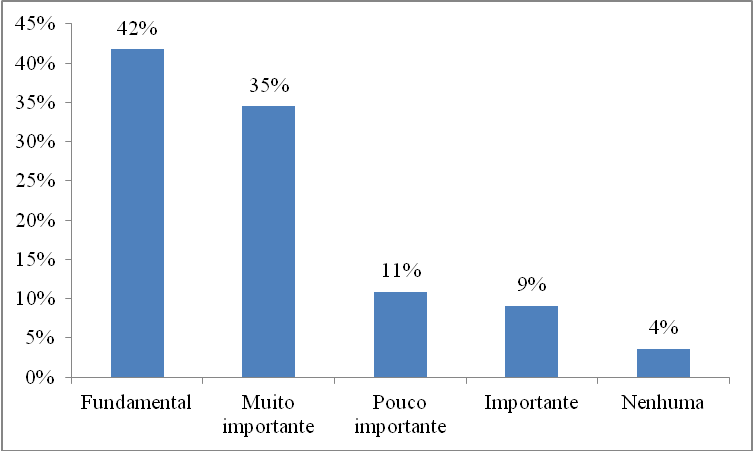 45%
40%
35%
30%
25%
20%
15%
10%
5%
0%
42%
35%
11%
9%
4%
Fundamental
Muito
importante
Pouco
importante
Importante
Nenhuma